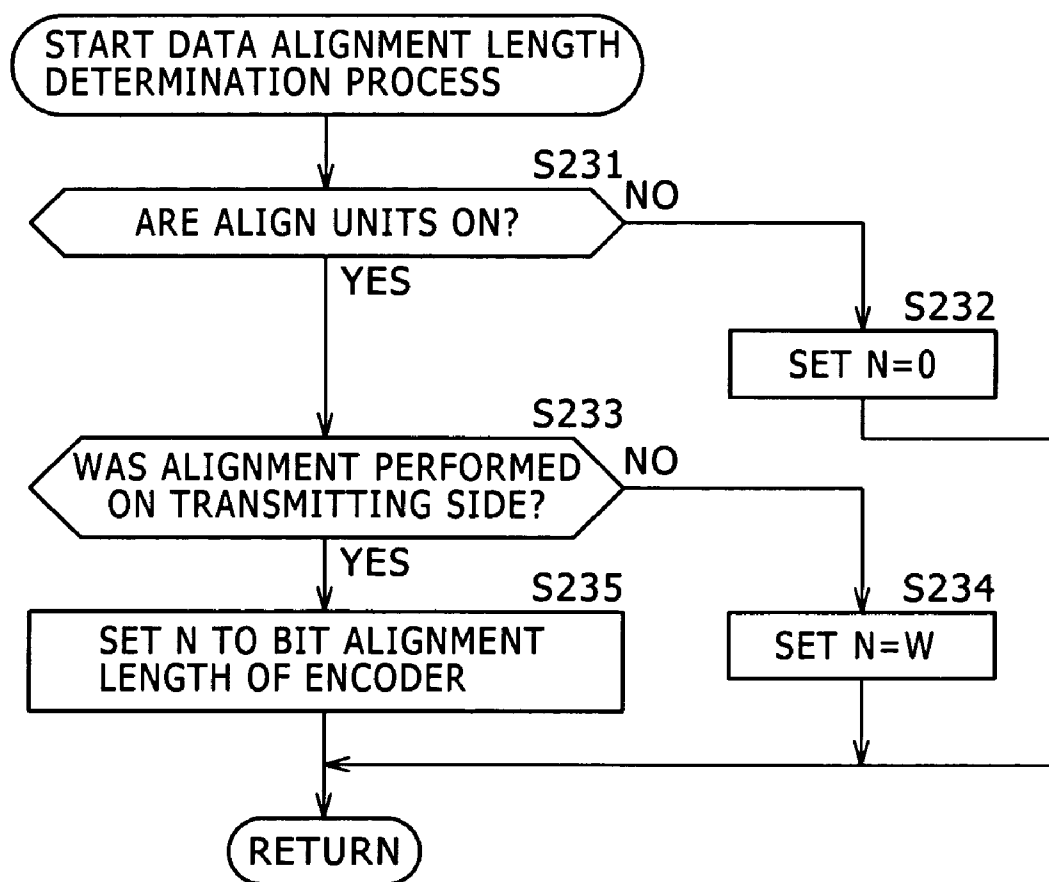 START DATA ALIGNMENT LENGTH
DETERMINATION PROCESS
S231
ARE ALIGN UNITS ON?
NO
YES
S232
SET N=0
S233
WAS ALIGNMENT PERFORMED
ON TRANSMITTING SIDE?
NO
YES
S234
SET N=W
S235
SET N TO BIT ALIGNMENT
LENGTH OF ENCODER
RETURN